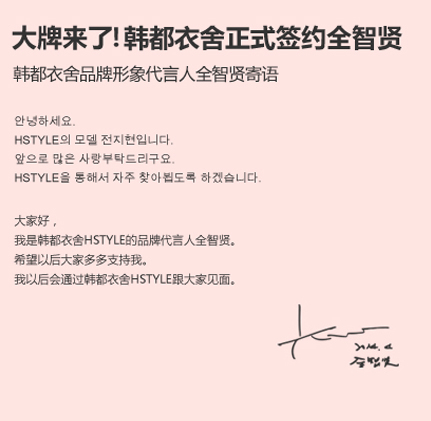 大牌来了!韩都衣舍正式签约全智贤
韩都衣舍品牌形象代言人全智贤寄语
안녕하세요.
HSTYLE의 모델 전지현입니다.
앞으로 많은 사랑부탁드리구요.
HSTYLE을 통해서 자주 찾아뵙도록 하겠습니다.
大家好，
我是韩都衣舍HSTYLE的品牌代言人全智贤。
希望以后大家多多支持我。
我以后会通过韩都衣舍HSTYLE跟大家见面。